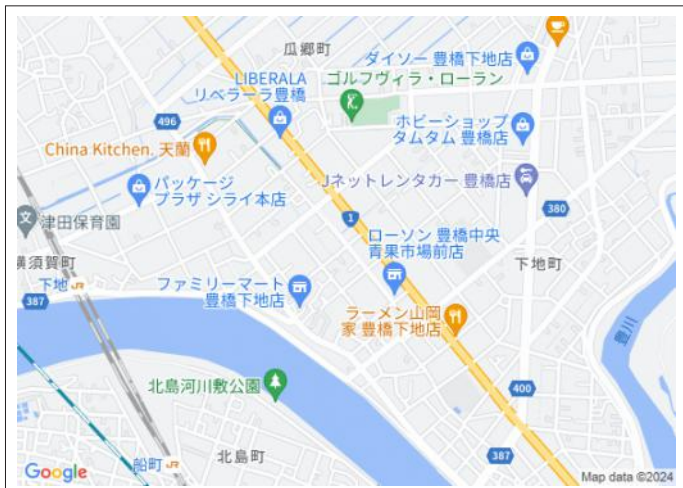 瓜郷町
ダイソー 豊橋下地店
LIBERALA
リベラーラ豊橋
ゴルフヴィラ・ローラン
496
ホビーショップ
タムタム 豊橋店
China Kitchen. 天蘭
パッケージ
プラザ シライ本店
Jネットレンタカー 豊橋店
文
津田保育園
1
380
横須賀町
ローソン 豊橋中央
青果市場前店
下地町
下地 JR
387
ファミリーマート
豊橋下地店
ラーメン山岡
家 豊橋下地店
豊川
北島河川敷公園
400
北島町
387
船町 JR
Google
Map data ©2024